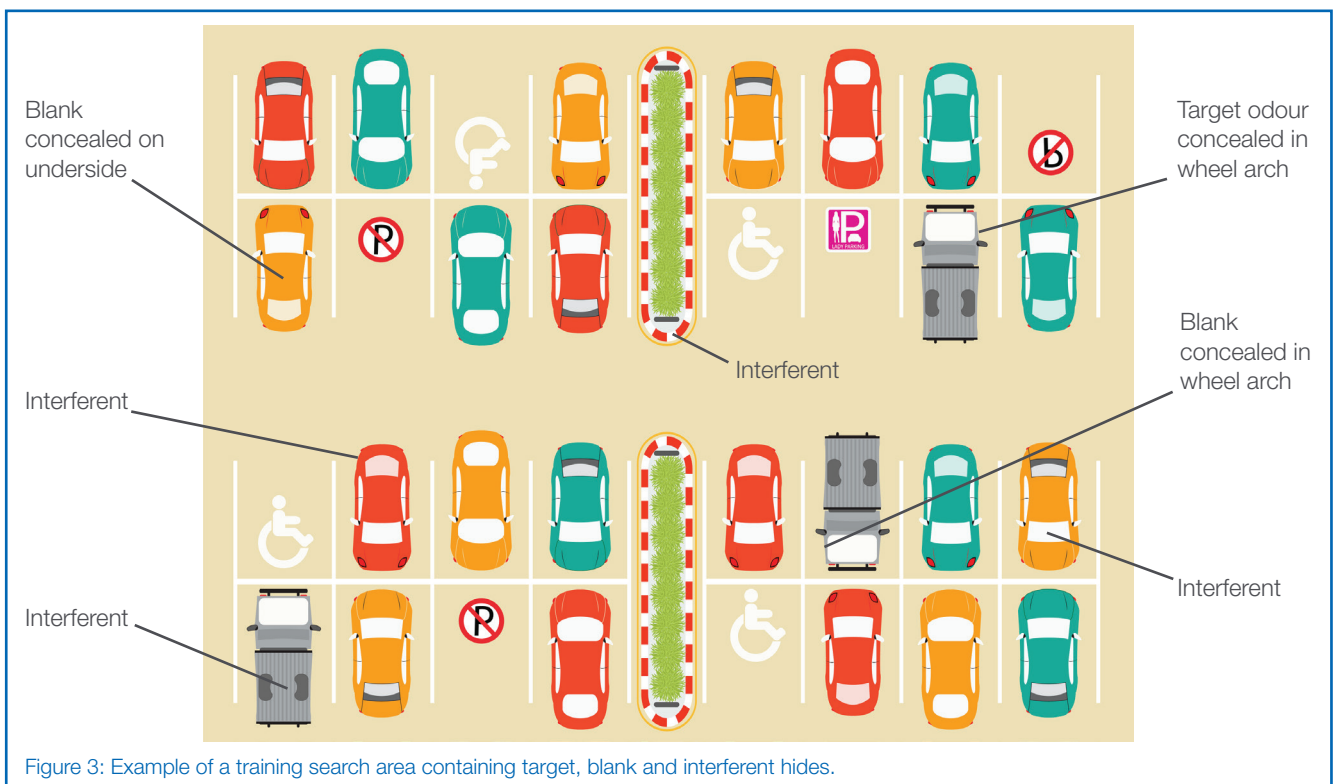 Blank
concealed on
underside
Target odour
concealed in
wheel arch
P
P
P
LADY PARKING
Interferent
Blank
concealed in
wheel arch
Interferent
Interferent
Interferent
P
Figure 3: Example of a training search area containing target, blank and interferent hides.